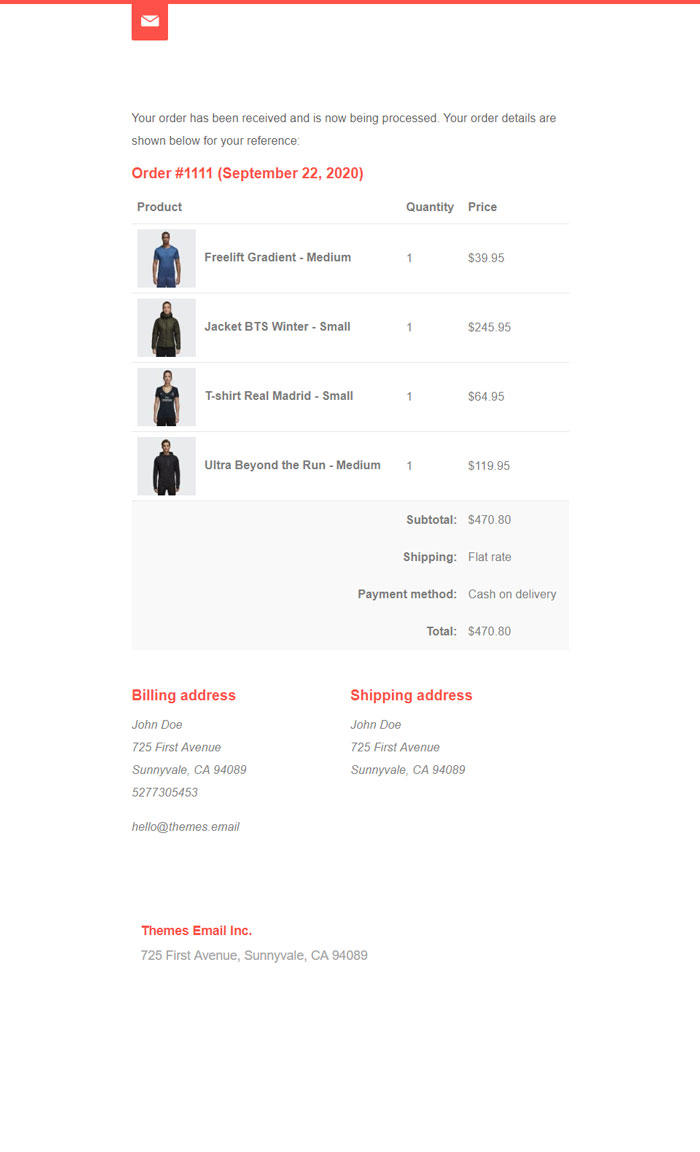 Your order has been received and is now being processed. Your order details are
shown below for your reference:
Order #1111 (September 22, 2020)
Product Quantity Price
Freelift Gradient - Medium 1 $39.95
Jacket BTS Winter - Small 1 $245.95
T-shirt Real Madrid - Small 1 $64.95
Ultra Beyond the Run - Medium 1 $119.95
Subtotal: $470.80
Shipping: Flat rate
Payment method: Cash on delivery
Total: $470.80
Billing address
John Doe
725 First Avenue
Sunnyvale, CA 94089
5277305453
hello@themes.email
Shipping address
John Doe
725 First Avenue
Sunnyvale, CA 94089
Themes Email Inc.
725 First Avenue, Sunnyvale, CA 94089